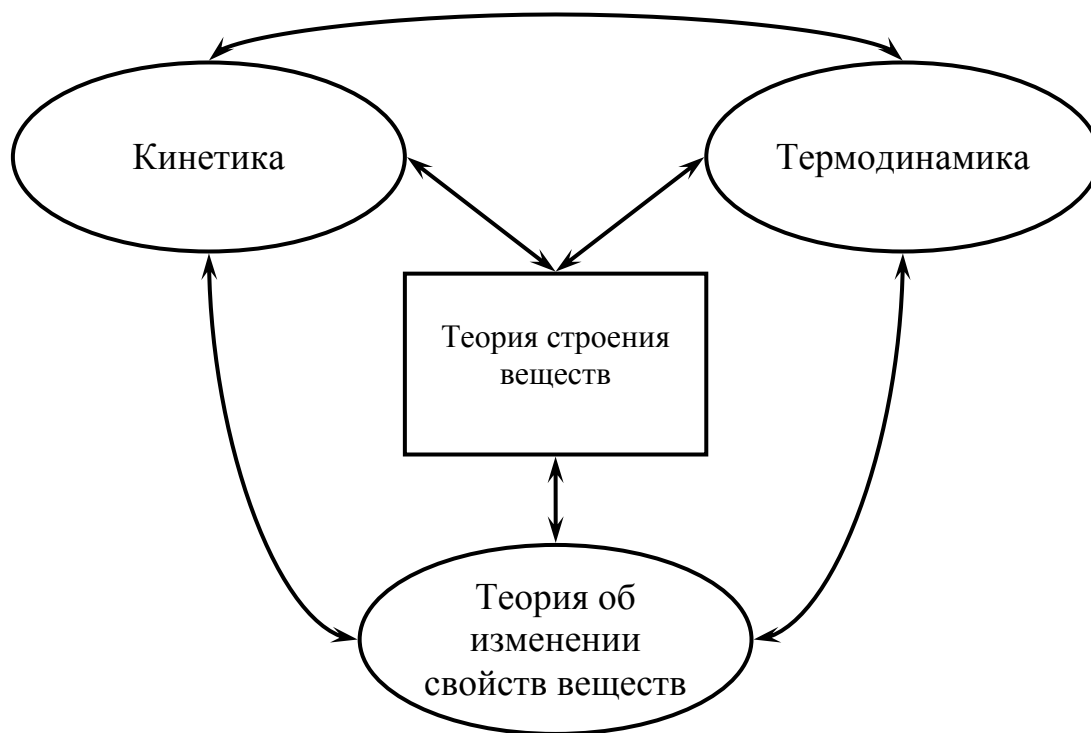 Кинетика
Термодинамика
Теория строения
веществ
Теория об
изменении
свойств веществ